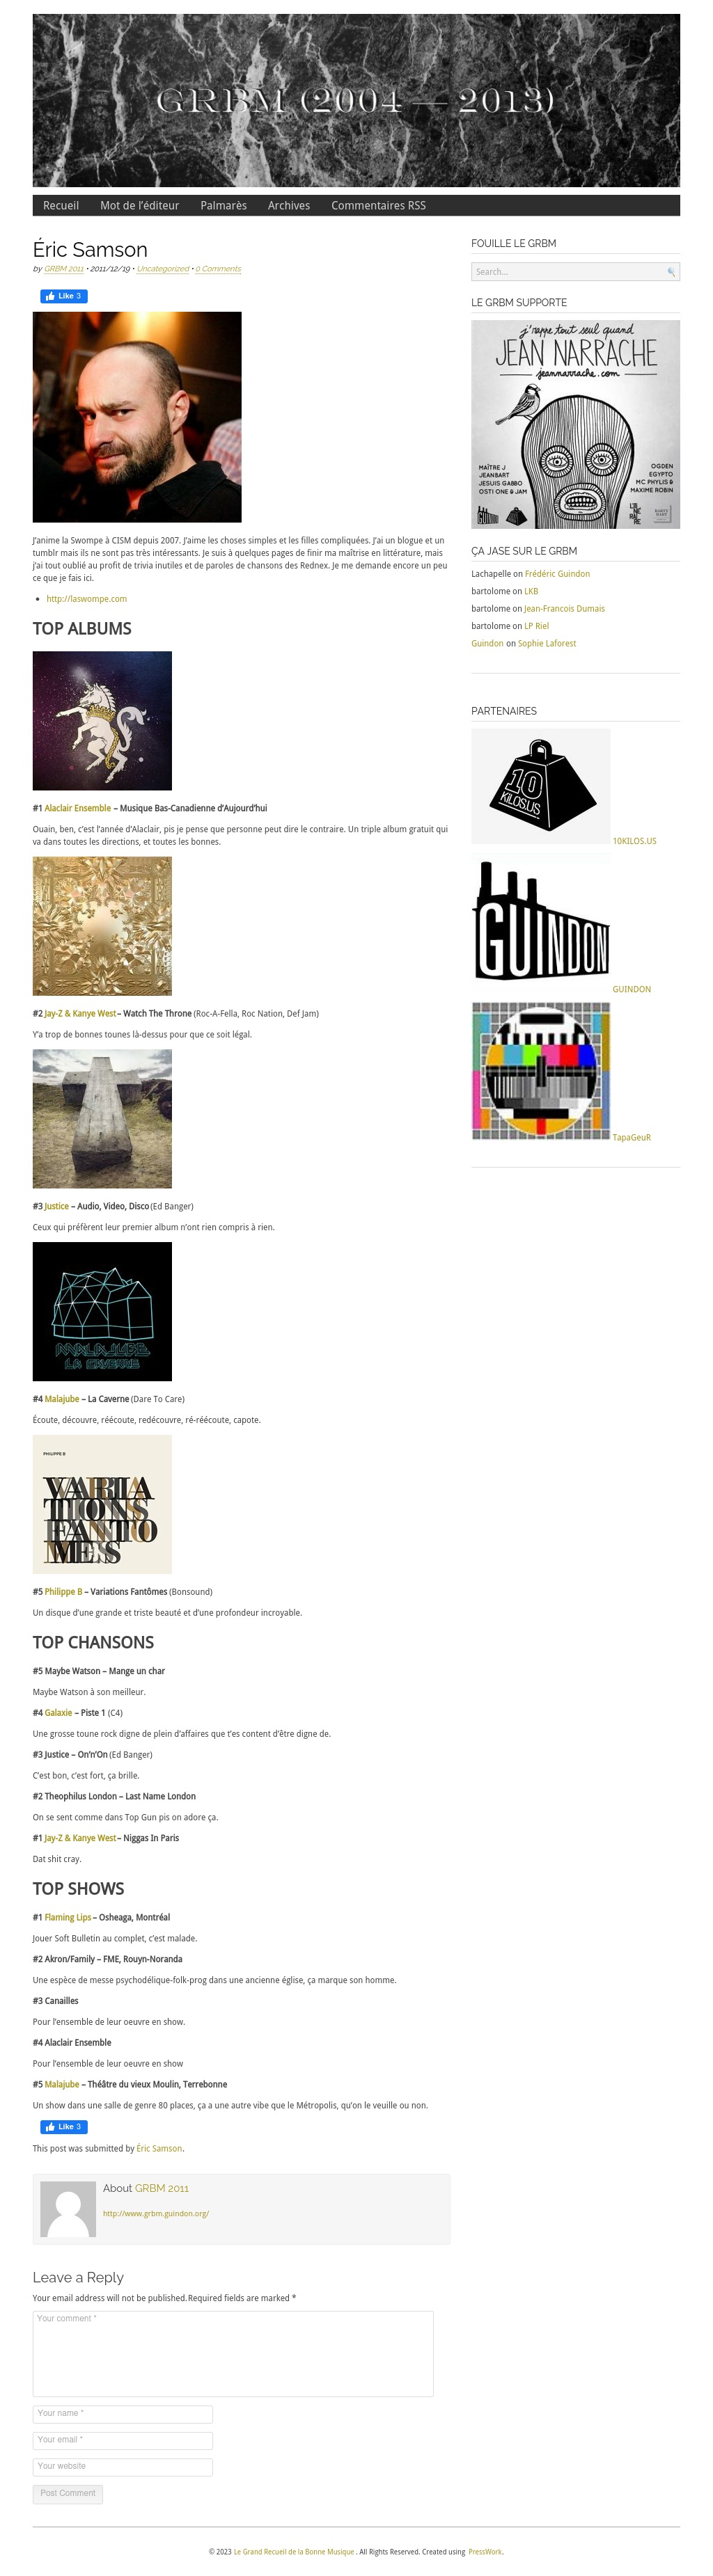 GRBM (2004 — 2013)
Recueil
Mot de l’éditeur
Palmarès
Archives
Commentaires RSS
Éric Samson
by GRBM 2011 • 2011/12/19 • Uncategorized • 0 Comments
Like 3
J’anime la Swompe à CISM depuis 2007. J’aime les choses simples et les filles compliquées. J’ai un blogue et un
tumblr mais ils ne sont pas très intéressants. Je suis à quelques pages de finir ma maîtrise en littérature, mais
j’ai tout oublié au profit de trivia inutiles et de paroles de chansons des Rednex. Je me demande encore un peu
ce que je fais ici.
http://laswompe.com
TOP ALBUMS
#1 Alaclair Ensemble – Musique Bas-Canadienne d’Aujourd’hui
Ouain, ben, c’est l’année d’Alaclair, pis je pense que personne peut dire le contraire. Un triple album gratuit qui
va dans toutes les directions, et toutes les bonnes.
#2 Jay-Z & Kanye West – Watch The Throne (Roc-A-Fella, Roc Nation, Def Jam)
Y’a trop de bonnes tounes là-dessus pour que ce soit légal.
#3 Justice – Audio, Video, Disco (Ed Banger)
Ceux qui préfèrent leur premier album n’ont rien compris à rien.
MALAJUBE
LA CAVERNE
#4 Malajube – La Caverne (Dare To Care)
Écoute, découvre, réécoute, redécouvre, ré-réécoute, capote.
PHILIPPE B
VARIA
TIONS
FANTO
MES
#5 Philippe B – Variations Fantômes (Bonsound)
Un disque d’une grande et triste beauté et d’une profondeur incroyable.
TOP CHANSONS
#5 Maybe Watson – Mange un char
Maybe Watson à son meilleur.
#4 Galaxie – Piste 1 (C4)
Une grosse toune rock digne de plein d’affaires que t’es content d’être digne de.
#3 Justice – On’n’On (Ed Banger)
C’est bon, c’est fort, ça brille.
#2 Theophilus London – Last Name London
On se sent comme dans Top Gun pis on adore ça.
#1 Jay-Z & Kanye West – Niggas In Paris
Dat shit cray.
TOP SHOWS
#1 Flaming Lips – Osheaga, Montréal
Jouer Soft Bulletin au complet, c’est malade.
#2 Akron/Family – FME, Rouyn-Noranda
Une espèce de messe psychodélique-folk-prog dans une ancienne église, ça marque son homme.
#3 Canailles
Pour l’ensemble de leur oeuvre en show.
#4 Alaclair Ensemble
Pour l’ensemble de leur oeuvre en show
#5 Malajube – Théâtre du vieux Moulin, Terrebonne
Un show dans une salle de genre 80 places, ça a une autre vibe que le Métropolis, qu’on le veuille ou non.
Like 3
This post was submitted by Éric Samson.
About GRBM 2011
http://www.grbm.guindon.org/
Leave a Reply
Your email address will not be published. Required fields are marked *
Your comment *
Your name *
Your email *
Your website
Post Comment
FOUILLE LE GRBM
Search...
LE GRBM SUPPORTE
j’rappe tout seul quand
JEAN NARRACHE
jeannarrache.com
MAÎTRE J
JEANBART
JESUS GABBO
OSTI ONE & JAM
OGDEN
EGYPTO
MC PHYLIS &
MAXIME ROBIN
ÇA JASE SUR LE GRBM
Lachapelle on Frédéric Guindon
bartolome on LKB
bartolome on Jean-Francois Dumais
bartolome on LP Riel
Guindon on Sophie Laforest
PARTENAIRES
10
KILOS.US
10KILOS.US
GUINDON
GUINDON
TapaGeuR
© 2023 Le Grand Recueil de la Bonne Musique . All Rights Reserved. Created using PressWork.